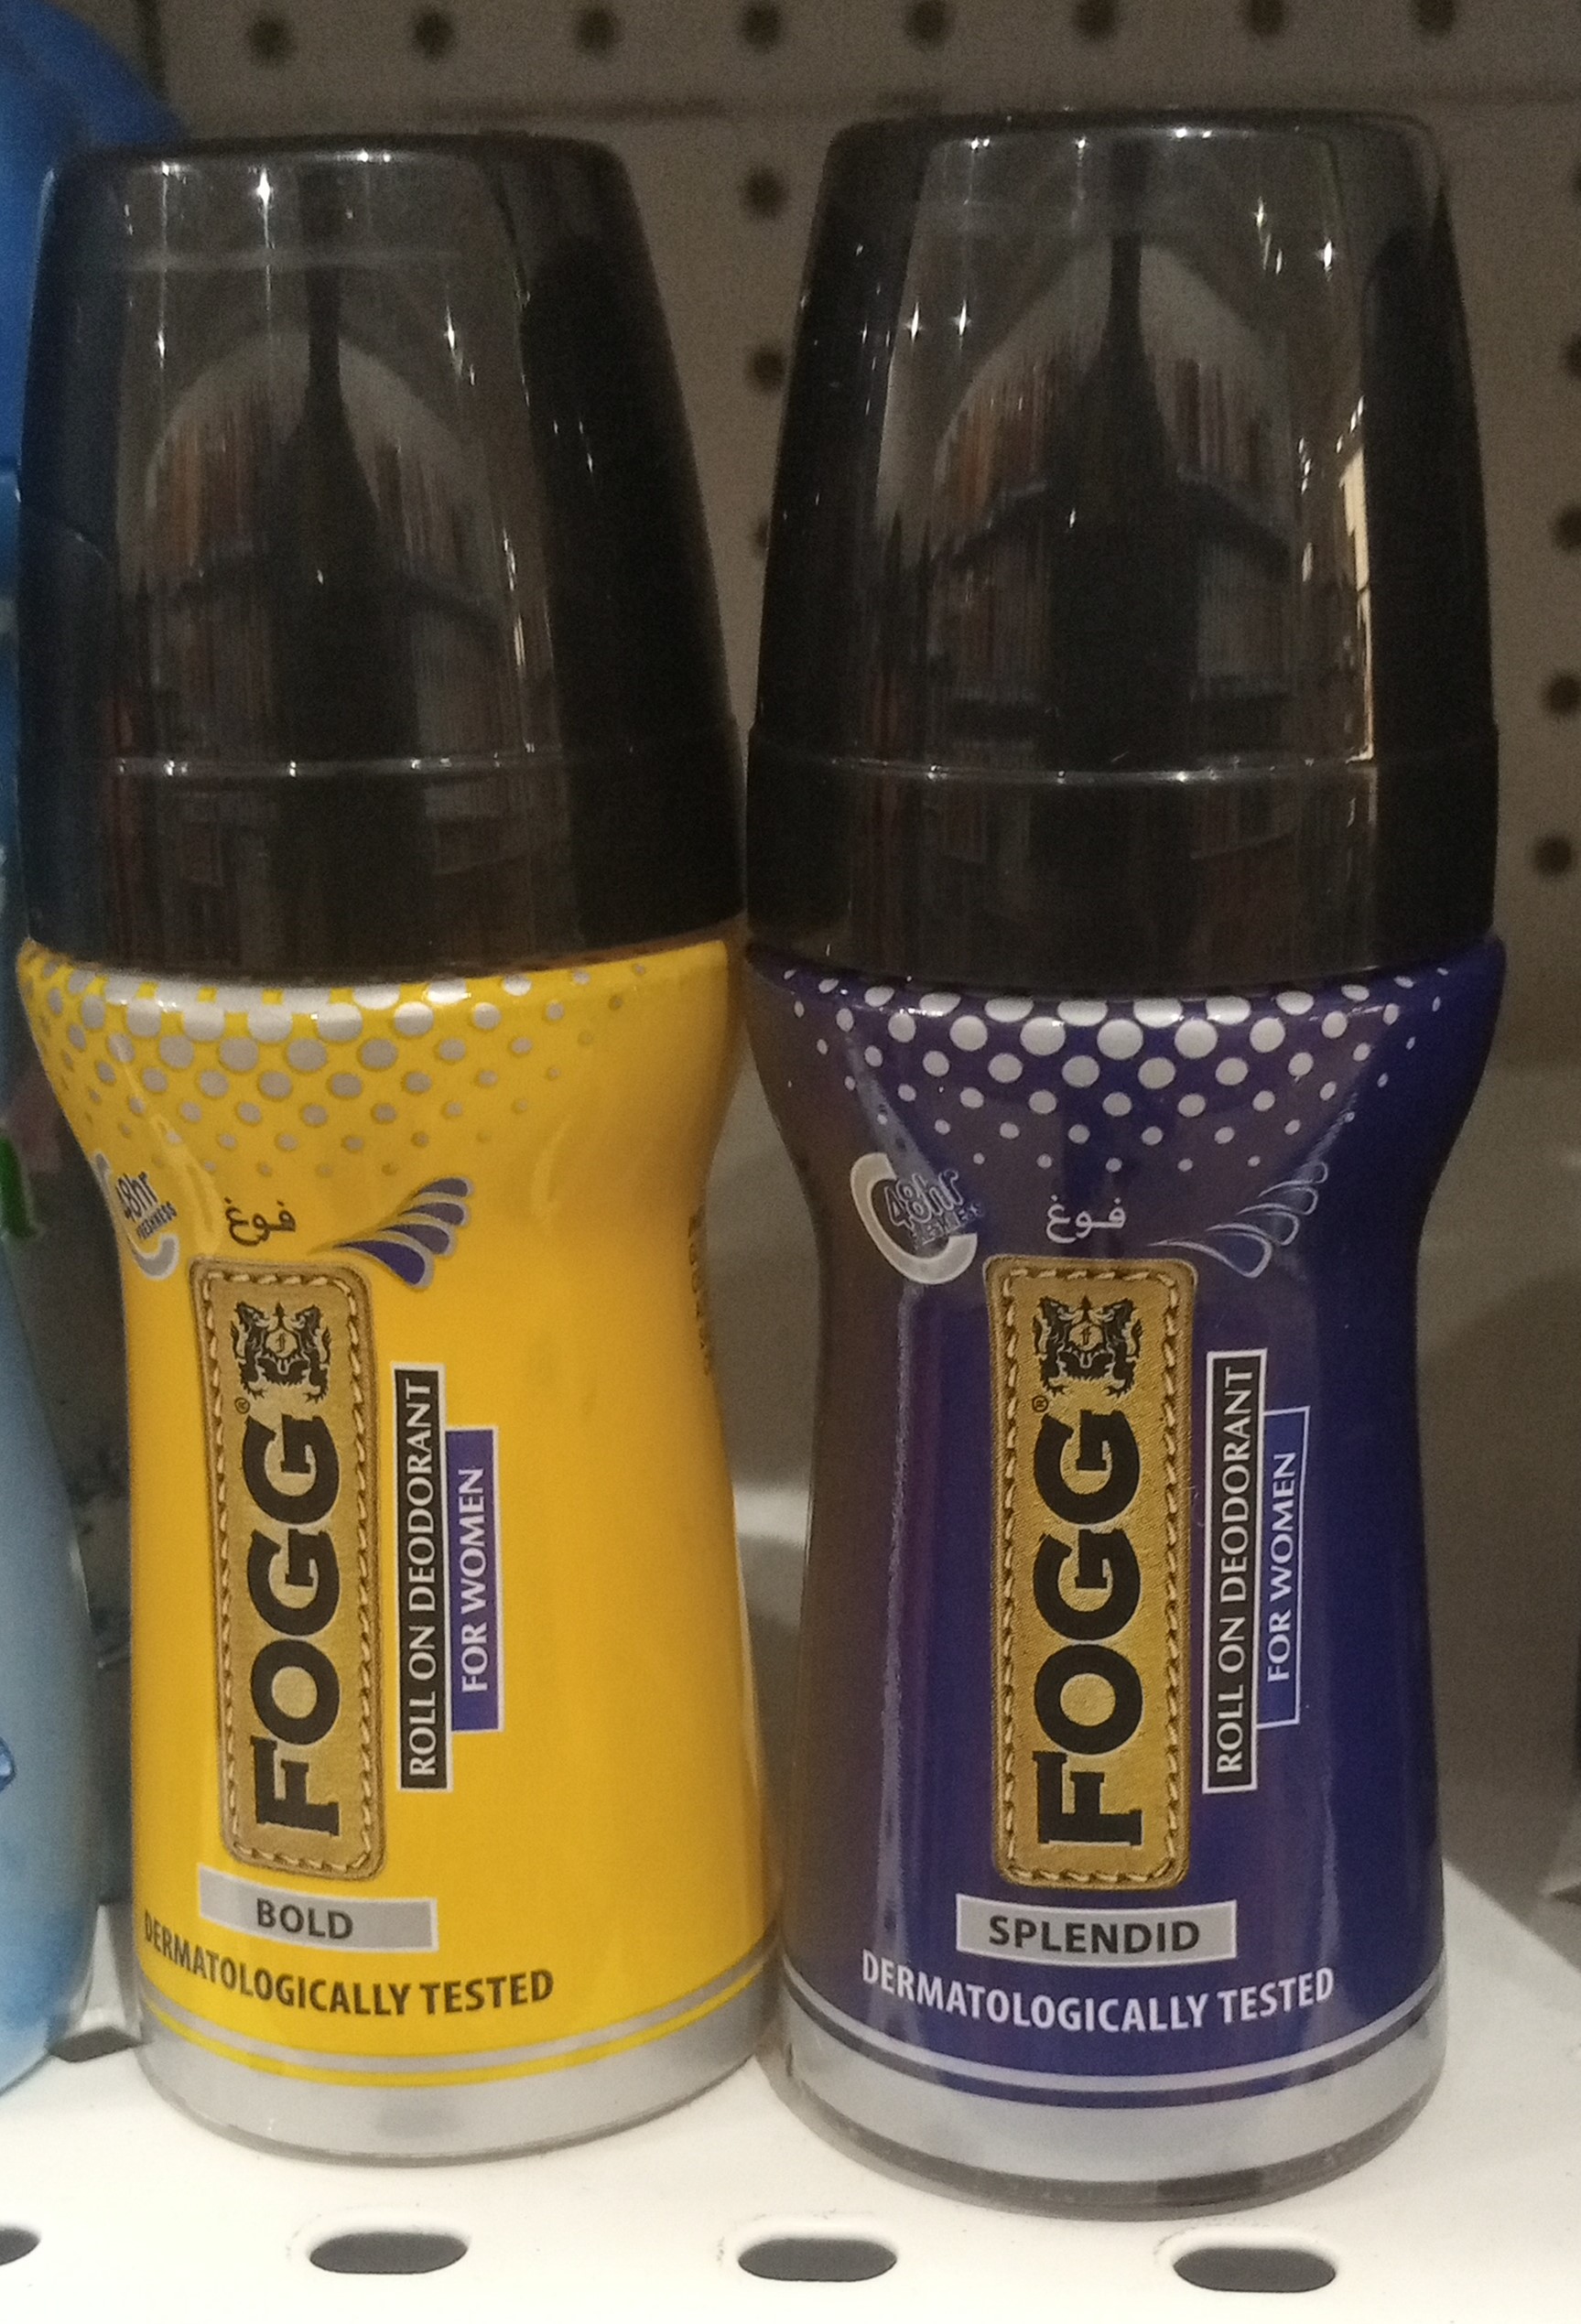 48hr
FRESHNESS
فوغ
FOGG®
ROLL ON DEODORANT
FOR WOMEN
BOLD
DERMATOLOGICALLY TESTED
48hr
FRESHNESS
فوغ
FOGG®
ROLL ON DEODORANT
FOR WOMEN
SPLENDID
DERMATOLOGICALLY TESTED